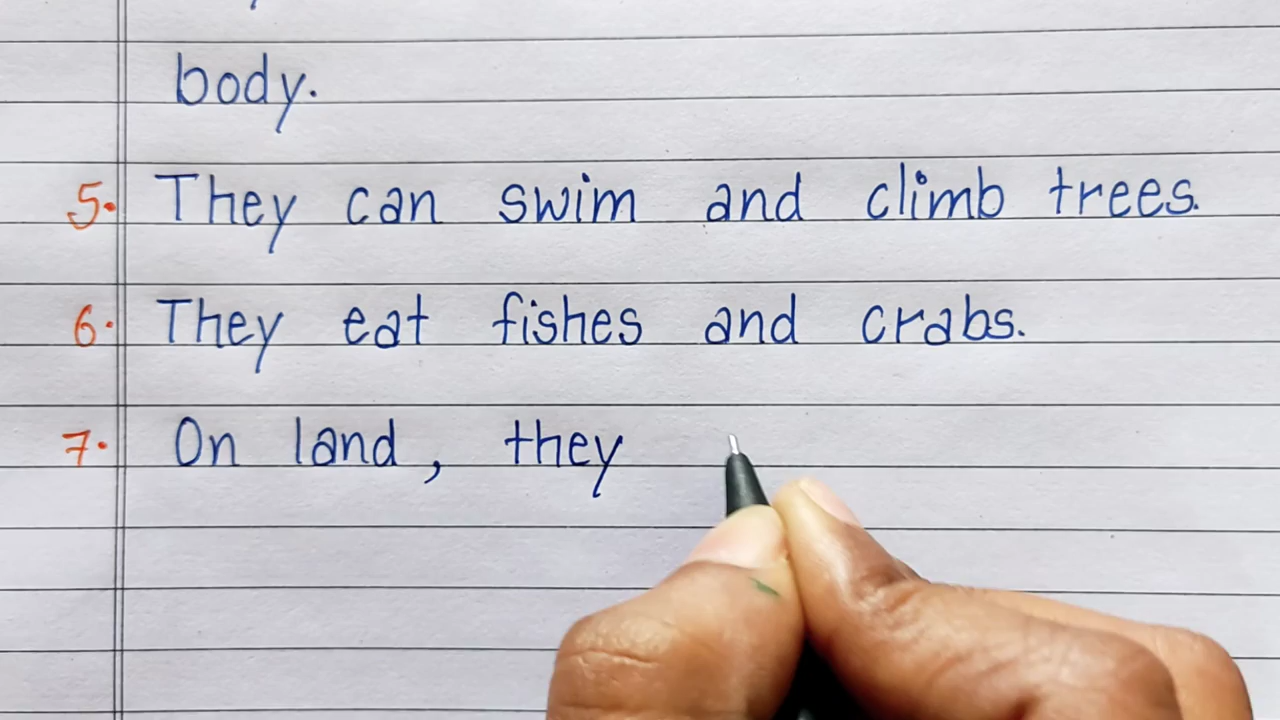 body.
5. They can swim and climb trees.
6. They eat fishes and crabs.
7. On land, they